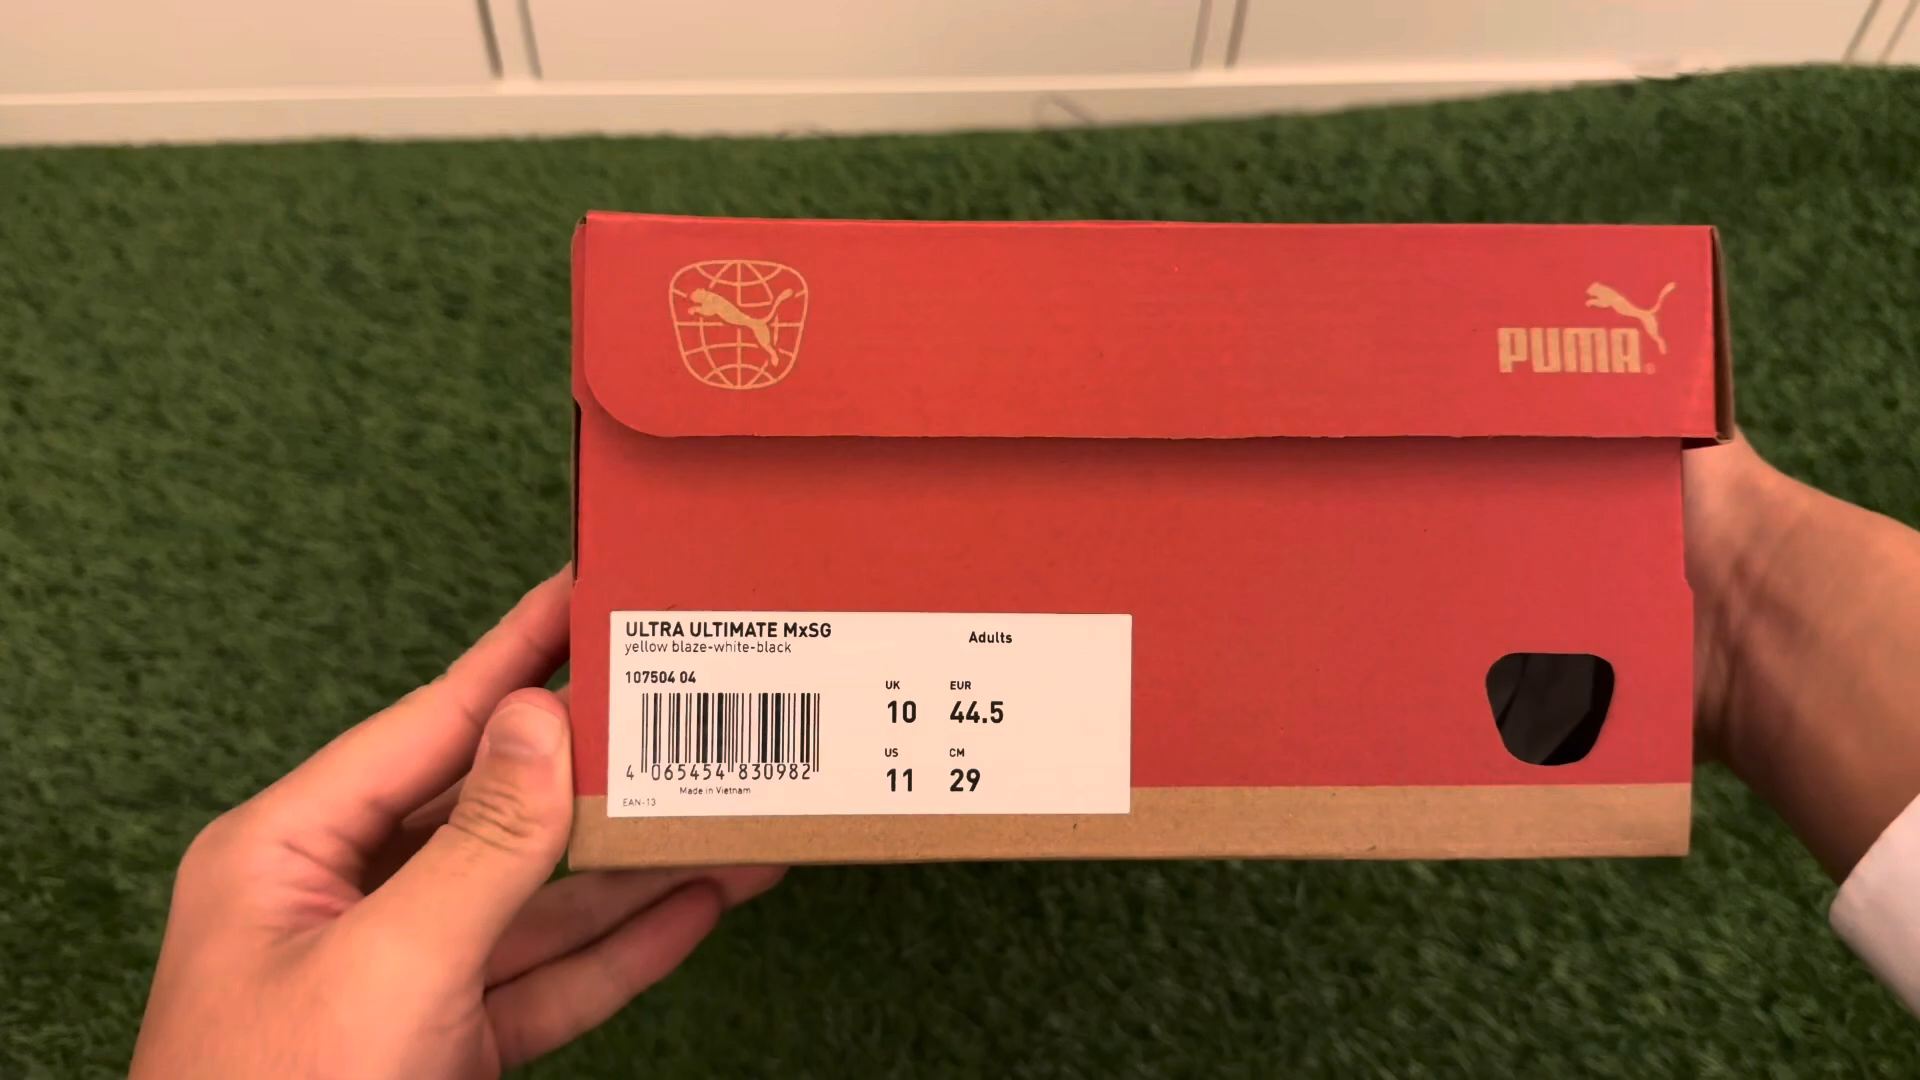 PUMA
ULTRA ULTIMATE MxSG
yellow blaze-white-black
Adults
107504 04
UK EUR
10 44.5
US CM
11 29
4 065454 830982
Made in Vietnam
EAN-13